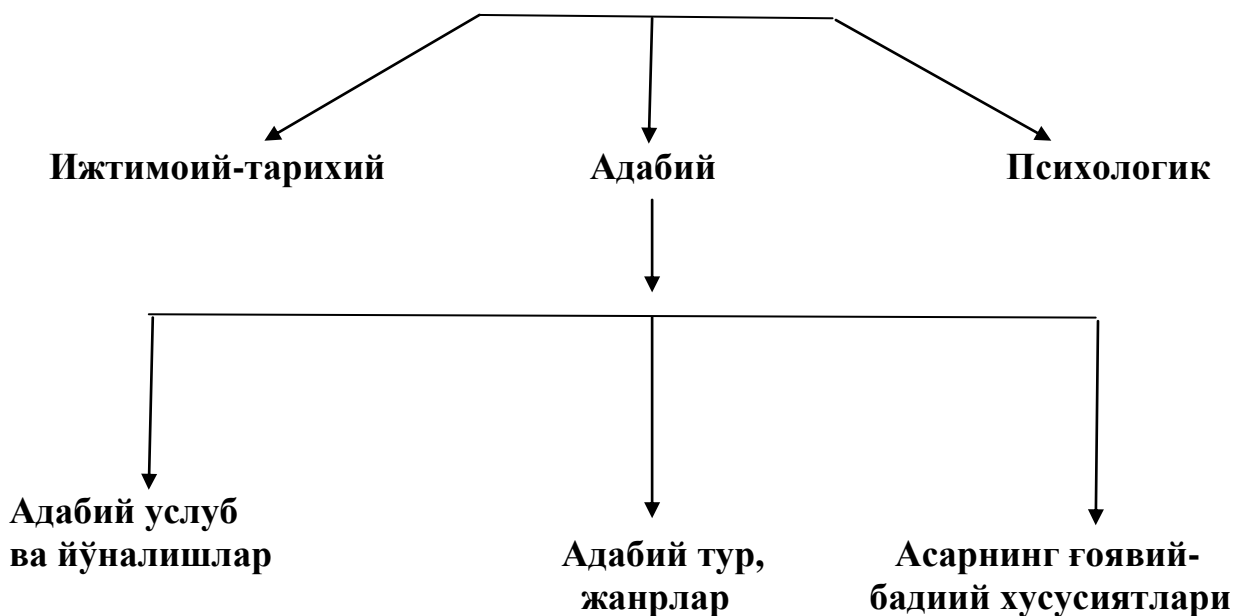 Ижтимоий-тарихий Адабий Психологик
Адабий услуб
ва йўналишлар
Адабий тур,
жанрлар
Асарнинг ғоявий-
бадиий хусусиятлари